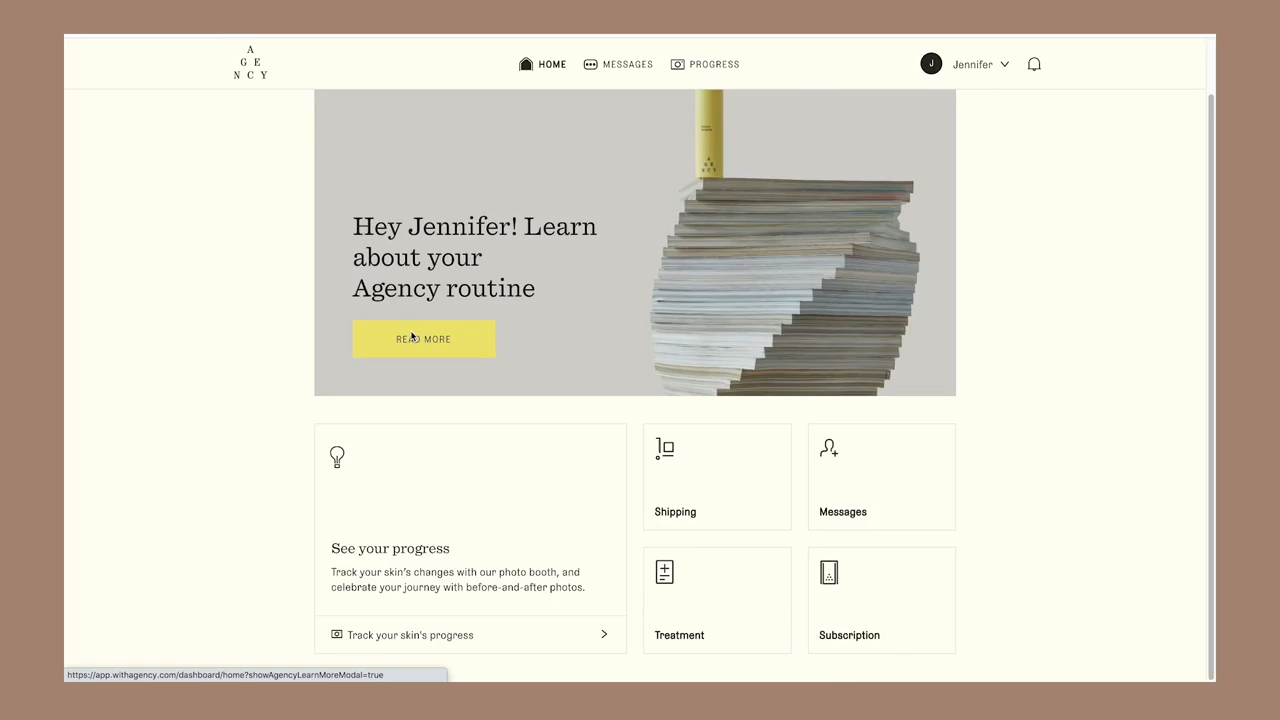 A
G E
N C Y
HOME
MESSAGES
PROGRESS
J
Jennifer
A
G E
N C Y
Hey Jennifer! Learn
about your
Agency routine
READ MORE
See your progress
Track your skin's changes with our photo booth, and
celebrate your journey with before-and-after photos.
Track your skin's progress
Shipping
Messages
Treatment
Subscription
https://app.withagency.com/dashboard/home?showAgencyLearnMoreModal=true